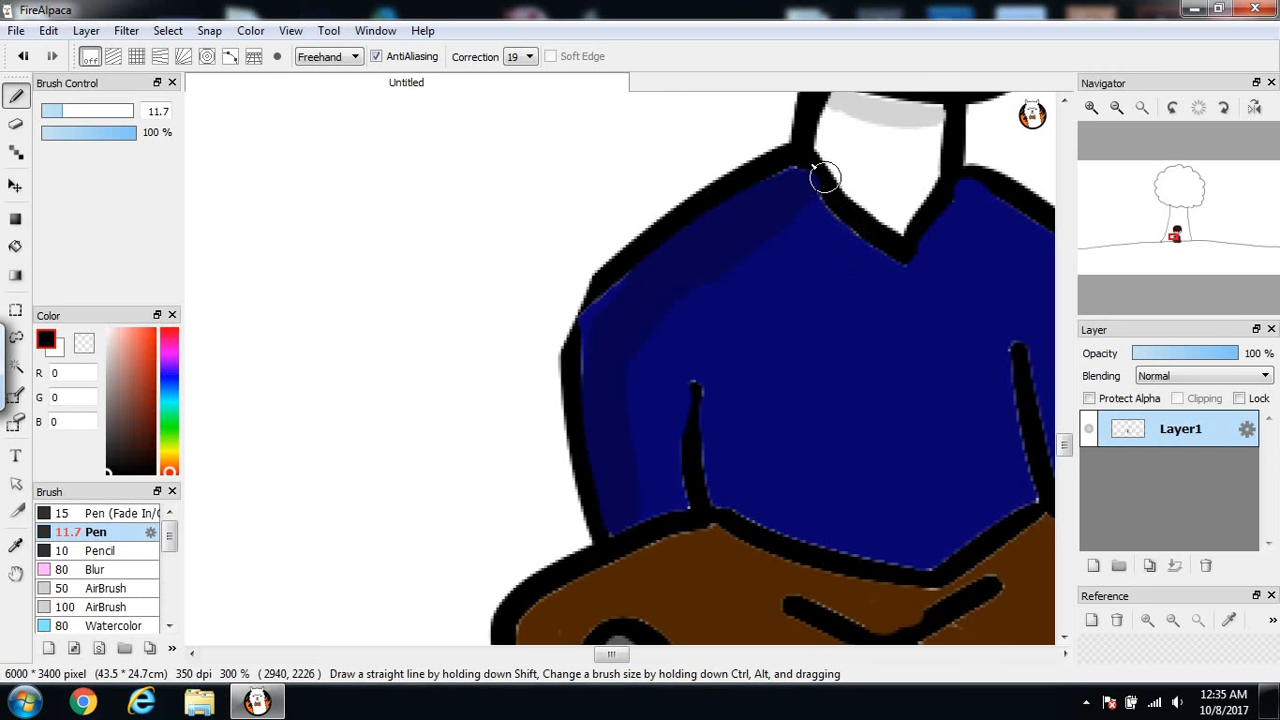 FireAlpaca
File Edit Layer Filter Select Snap Color View Tool Window Help
off Freehand AntiAliasing Correction 19 Soft Edge
Brush Control Untitled Navigator
11.7
100 %
Color
R 0
G 0
B 0
Layer
Opacity 100 %
Blending Normal
Protect Alpha Clipping Lock
Layer1
Brush
15 Pen (Fade In/O
11.7 Pen
10 Pencil
80 Blur
50 AirBrush
100 AirBrush
80 Watercolor
Reference
6000 * 3400 pixel (43.5 * 24.7cm) 350 dpi 300 % (2940, 2226) Draw a straight line by holding down Shift, Change a brush size by holding down Ctrl, Alt, and dragging
12:35 AM
10/8/2017